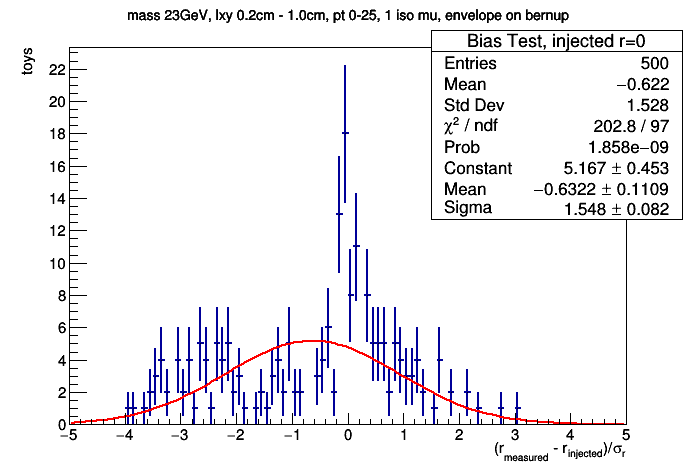 mass 23GeV, lxy 0.2cm - 1.0cm, pt 0-25, 1 iso mu, envelope on bernup
Bias Test, injected r=0
Entries 500
Mean −0.622
Std Dev 1.528
χ² / ndf 202.8 / 97
Prob 1.858e−09
Constant 5.167 ± 0.453
Mean −0.6322 ± 0.1109
Sigma 1.548 ± 0.082
toys
22
20
18
16
14
12
10
8
6
4
2
0
−5 −4 −3 −2 −1 0 1 2 3 4 5
(r_measured - r_injected)/σ_r